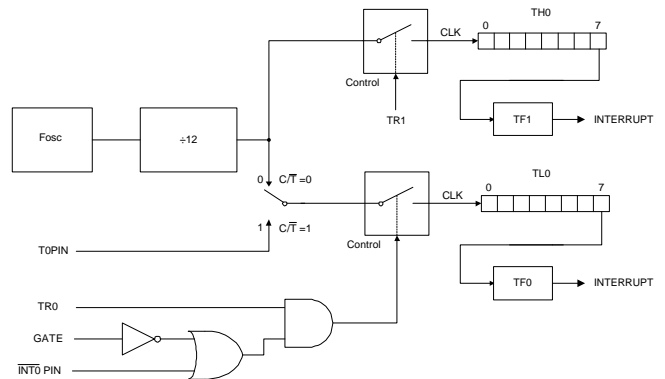 TH0
0 7
CLK
Control
TR1
TF1 INTERRUPT
Fosc
÷12
0 C/T̅ =0
1 C/T̅ =1
T0PIN
TL0
0 7
CLK
Control
TF0 INTERRUPT
TR0
GATE
I̅N̅T̅0̅ PIN